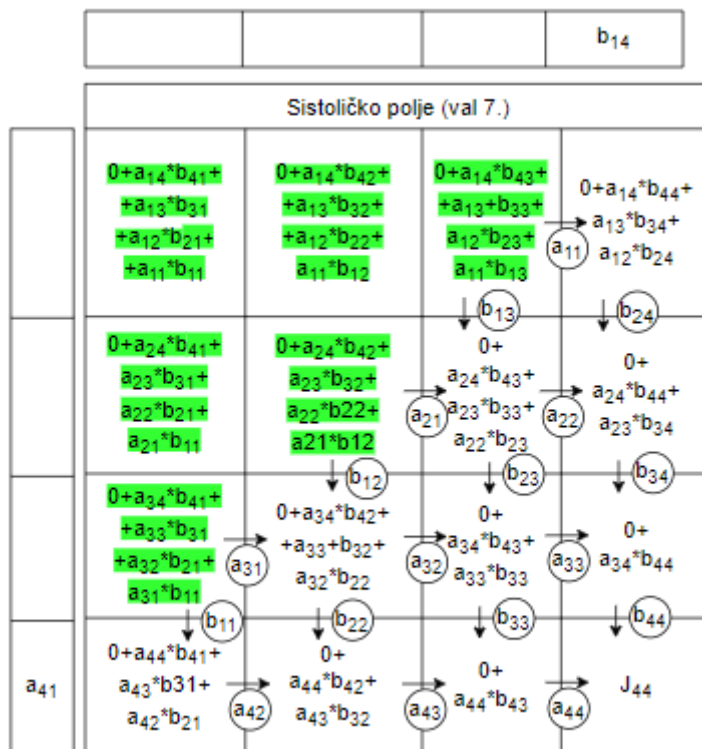 b14
Sistoličko polje (val 7.)
0+a14*b41+
+a13*b31
+a12*b21+
+a11*b11
0+a14*b42+
+a13*b32+
+a12*b22+
a11*b12
0+a14*b43+
+a13+b33+
a12*b23+
a11*b13
a11
0+a14*b44+
a13*b34+
a12*b24
b13
b24
0+a24*b41+
a23*b31+
a22*b21+
a21*b11
0+a24*b42+
a23*b32+
a22*b22+
a21*b12
a21
0+
a24*b43+
a23*b33+
a22*b23
a22
0+
a24*b44+
a23*b34
b12
b23
b34
0+a34*b41+
+a33*b31
+a32*b21+
a31*b11
a31
0+a34*b42+
+a33+b32+
a32*b22
a32
0+
a34*b43+
a33*b33
a33
0+
a34*b44
b11
b22
b33
b44
a41
0+a44*b41+
a43*b31+
a42*b21
a42
0+
a44*b42+
a43*b32
a43
0+
a44*b43
a44
J44